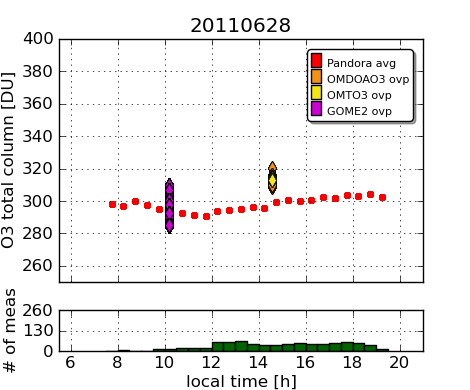 20110628
O3 total column [DU]
400
380
360
340
320
300
280
260
Pandora avg
OMDOAO3 ovp
OMTO3 ovp
GOME2 ovp
# of meas
260
130
0
6 8 10 12 14 16 18 20
local time [h]